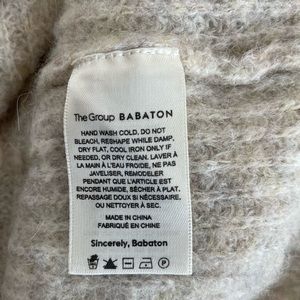 The Group BABATON
HAND WASH COLD, DO NOT
BLEACH, RESHAPE WHILE DAMP,
DRY FLAT, COOL IRON ONLY IF
NEEDED, OR DRY CLEAN. LAVER À
LA MAIN À L'EAU FROIDE, NE PAS
JAVELISER, REMODELER
PENDANT QUE L'ARTICLE EST
ENCORE HUMIDE, SÉCHER À PLAT.
REPASSAGE DOUX SI NÉCESSAIRE,
OU NETTOYER À SEC.
MADE IN CHINA
FABRIQUÉ EN CHINE
Sincerely, Babaton
P